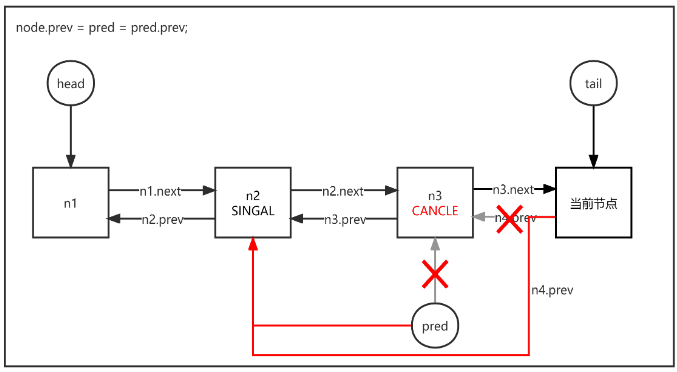 node.prev = pred = pred.prev;
head
tail
n1
n1.next
n2.prev
n2
SINGAL
n2.next
n3.prev
n3
CANCLE
n3.next
n4.prev
当前节点
n4.prev
pred